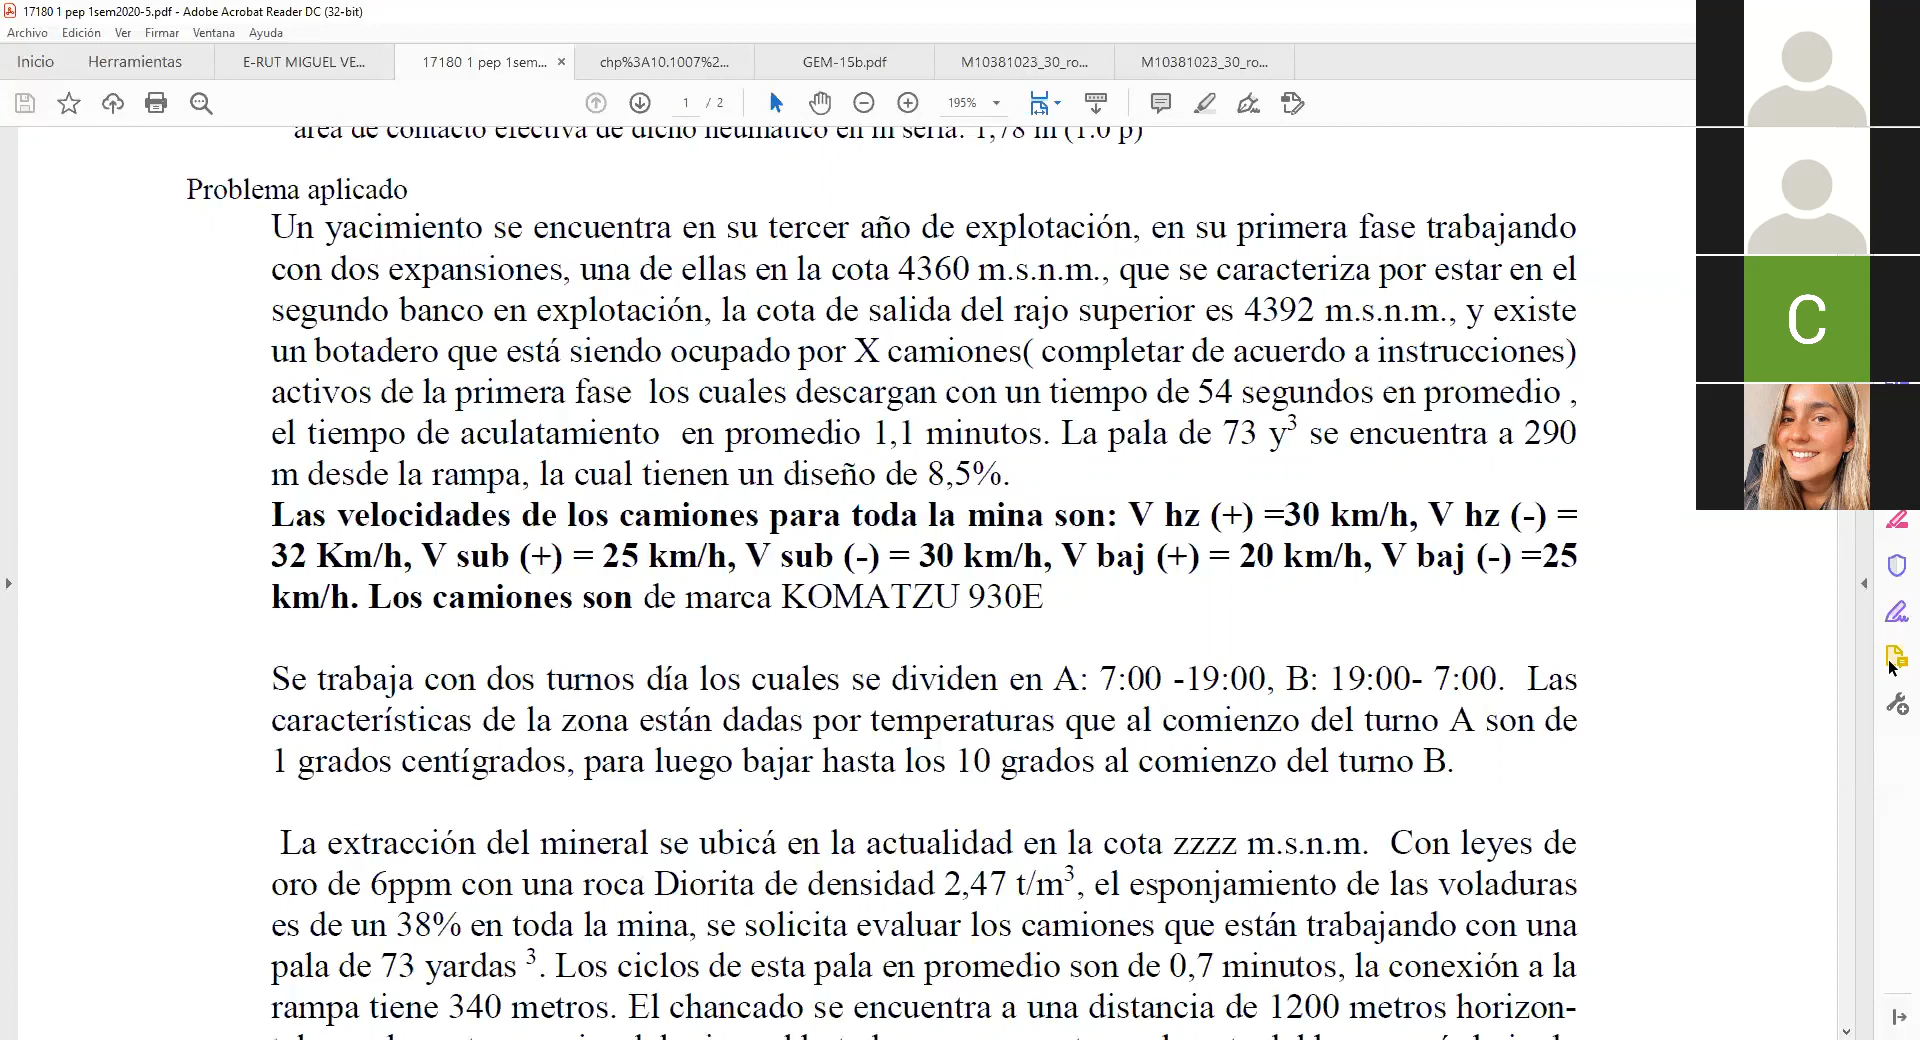 17180 1 pep 1sem2020-5.pdf - Adobe Acrobat Reader DC (32-bit)
Archivo Edición Ver Firmar Ventana Ayuda
Inicio Herramientas E-RUT MIGUEL VE... 17180 1 pep 1sem... × chp%3A10.1007%2... GEM-15b.pdf M10381023_30_ro... M10381023_30_ro...
1 / 2 195%
área de contacto efectiva de dicho neumático en m sería: 1,78 m (1.0 p)
Problema aplicado
Un yacimiento se encuentra en su tercer año de explotación, en su primera fase trabajando
con dos expansiones, una de ellas en la cota 4360 m.s.n.m., que se caracteriza por estar en el
segundo banco en explotación, la cota de salida del rajo superior es 4392 m.s.n.m., y existe
un botadero que está siendo ocupado por X camiones( completar de acuerdo a instrucciones)
activos de la primera fase los cuales descargan con un tiempo de 54 segundos en promedio ,
el tiempo de aculatamiento en promedio 1,1 minutos. La pala de 73 y3 se encuentra a 290
m desde la rampa, la cual tienen un diseño de 8,5%.
Las velocidades de los camiones para toda la mina son: V hz (+) =30 km/h, V hz (-) =
32 Km/h, V sub (+) = 25 km/h, V sub (-) = 30 km/h, V baj (+) = 20 km/h, V baj (-) =25
km/h. Los camiones son de marca KOMATZU 930E
Se trabaja con dos turnos día los cuales se dividen en A: 7:00 -19:00, B: 19:00- 7:00. Las
características de la zona están dadas por temperaturas que al comienzo del turno A son de
1 grados centígrados, para luego bajar hasta los 10 grados al comienzo del turno B.
La extracción del mineral se ubicá en la actualidad en la cota zzzz m.s.n.m. Con leyes de
oro de 6ppm con una roca Diorita de densidad 2,47 t/m3, el esponjamiento de las voladuras
es de un 38% en toda la mina, se solicita evaluar los camiones que están trabajando con una
pala de 73 yardas 3. Los ciclos de esta pala en promedio son de 0,7 minutos, la conexión a la
rampa tiene 340 metros. El chancado se encuentra a una distancia de 1200 metros horizon-
C